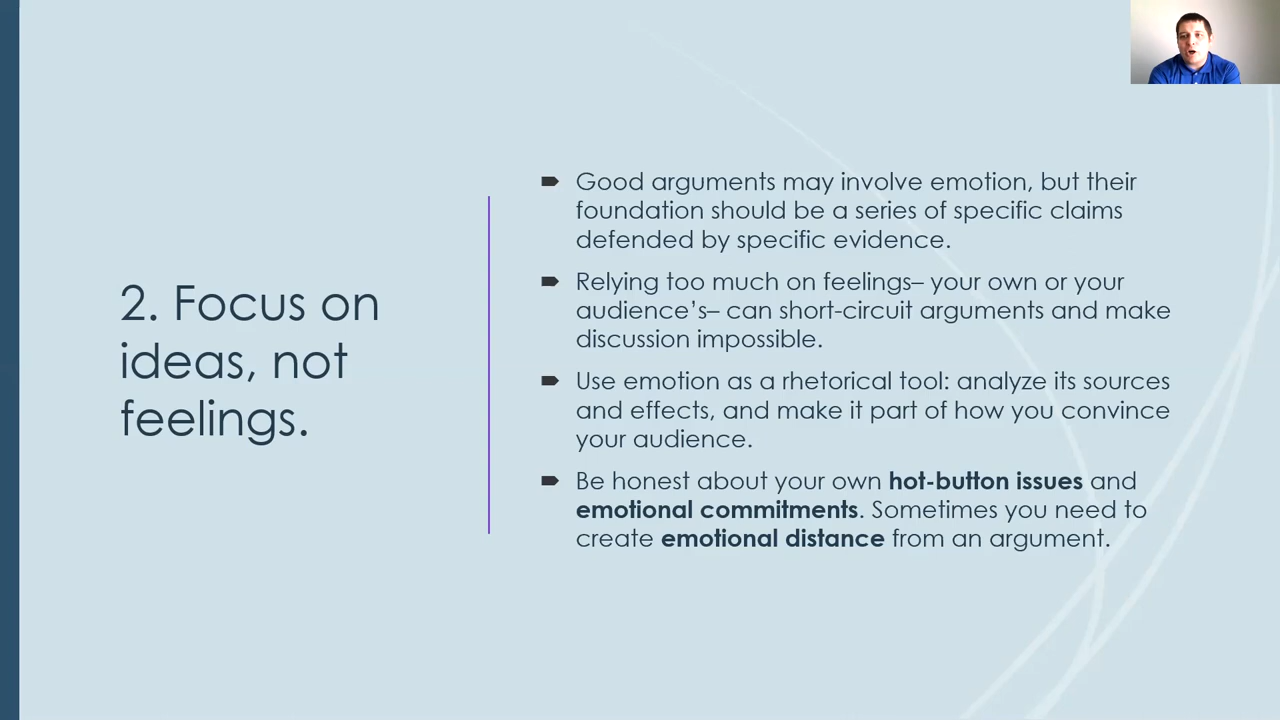 2. Focus on
ideas, not
feelings.
Good arguments may involve emotion, but their
foundation should be a series of specific claims
defended by specific evidence.
Relying too much on feelings– your own or your
audience’s– can short-circuit arguments and make
discussion impossible.
Use emotion as a rhetorical tool: analyze its sources
and effects, and make it part of how you convince
your audience.
Be honest about your own hot-button issues and
emotional commitments. Sometimes you need to
create emotional distance from an argument.